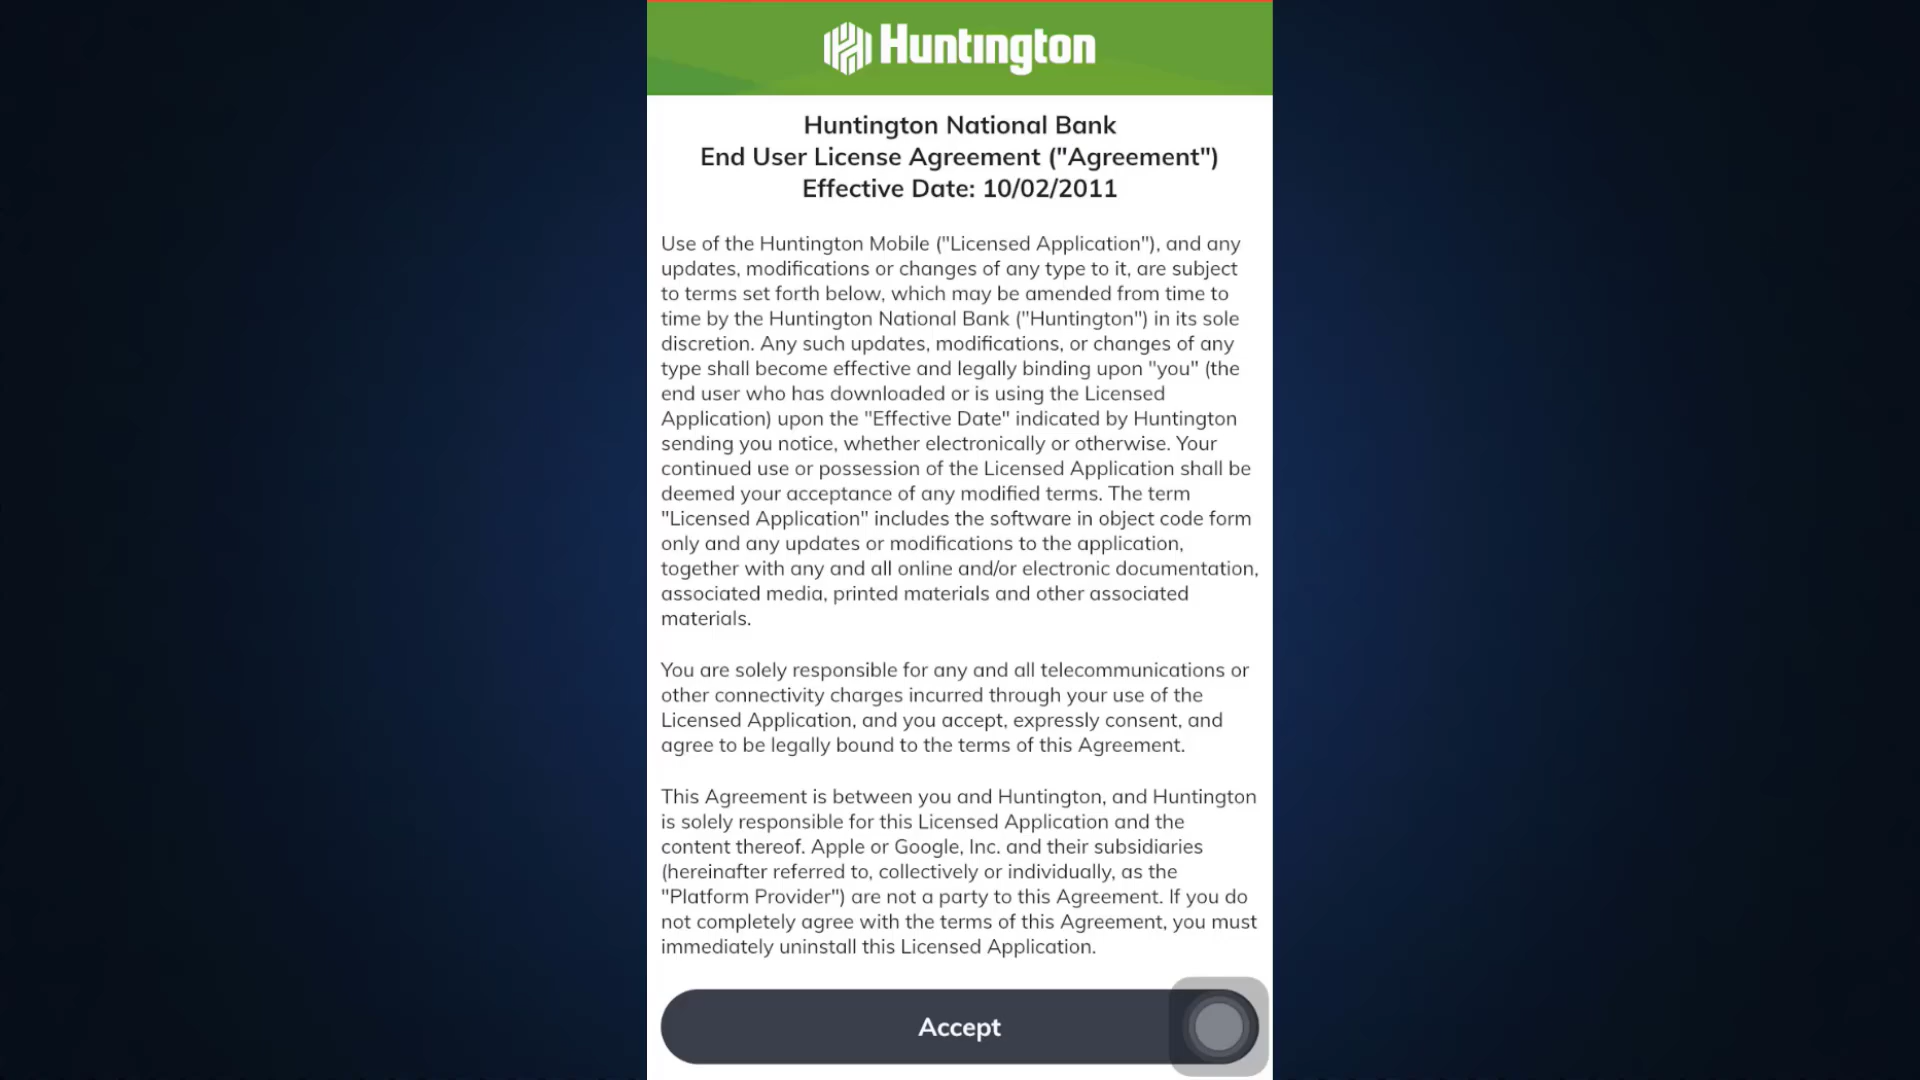 Huntington
Huntington National Bank
End User License Agreement ("Agreement")
Effective Date: 10/02/2011
Use of the Huntington Mobile ("Licensed Application"), and any
updates, modifications or changes of any type to it, are subject
to terms set forth below, which may be amended from time to
time by the Huntington National Bank ("Huntington") in its sole
discretion. Any such updates, modifications, or changes of any
type shall become effective and legally binding upon "you" (the
end user who has downloaded or is using the Licensed
Application) upon the "Effective Date" indicated by Huntington
sending you notice, whether electronically or otherwise. Your
continued use or possession of the Licensed Application shall be
deemed your acceptance of any modified terms. The term
"Licensed Application" includes the software in object code form
only and any updates or modifications to the application,
together with any and all online and/or electronic documentation,
associated media, printed materials and other associated
materials.
You are solely responsible for any and all telecommunications or
other connectivity charges incurred through your use of the
Licensed Application, and you accept, expressly consent, and
agree to be legally bound to the terms of this Agreement.
This Agreement is between you and Huntington, and Huntington
is solely responsible for this Licensed Application and the
content thereof. Apple or Google, Inc. and their subsidiaries
(hereinafter referred to, collectively or individually, as the
"Platform Provider") are not a party to this Agreement. If you do
not completely agree with the terms of this Agreement, you must
immediately uninstall this Licensed Application.
Accept